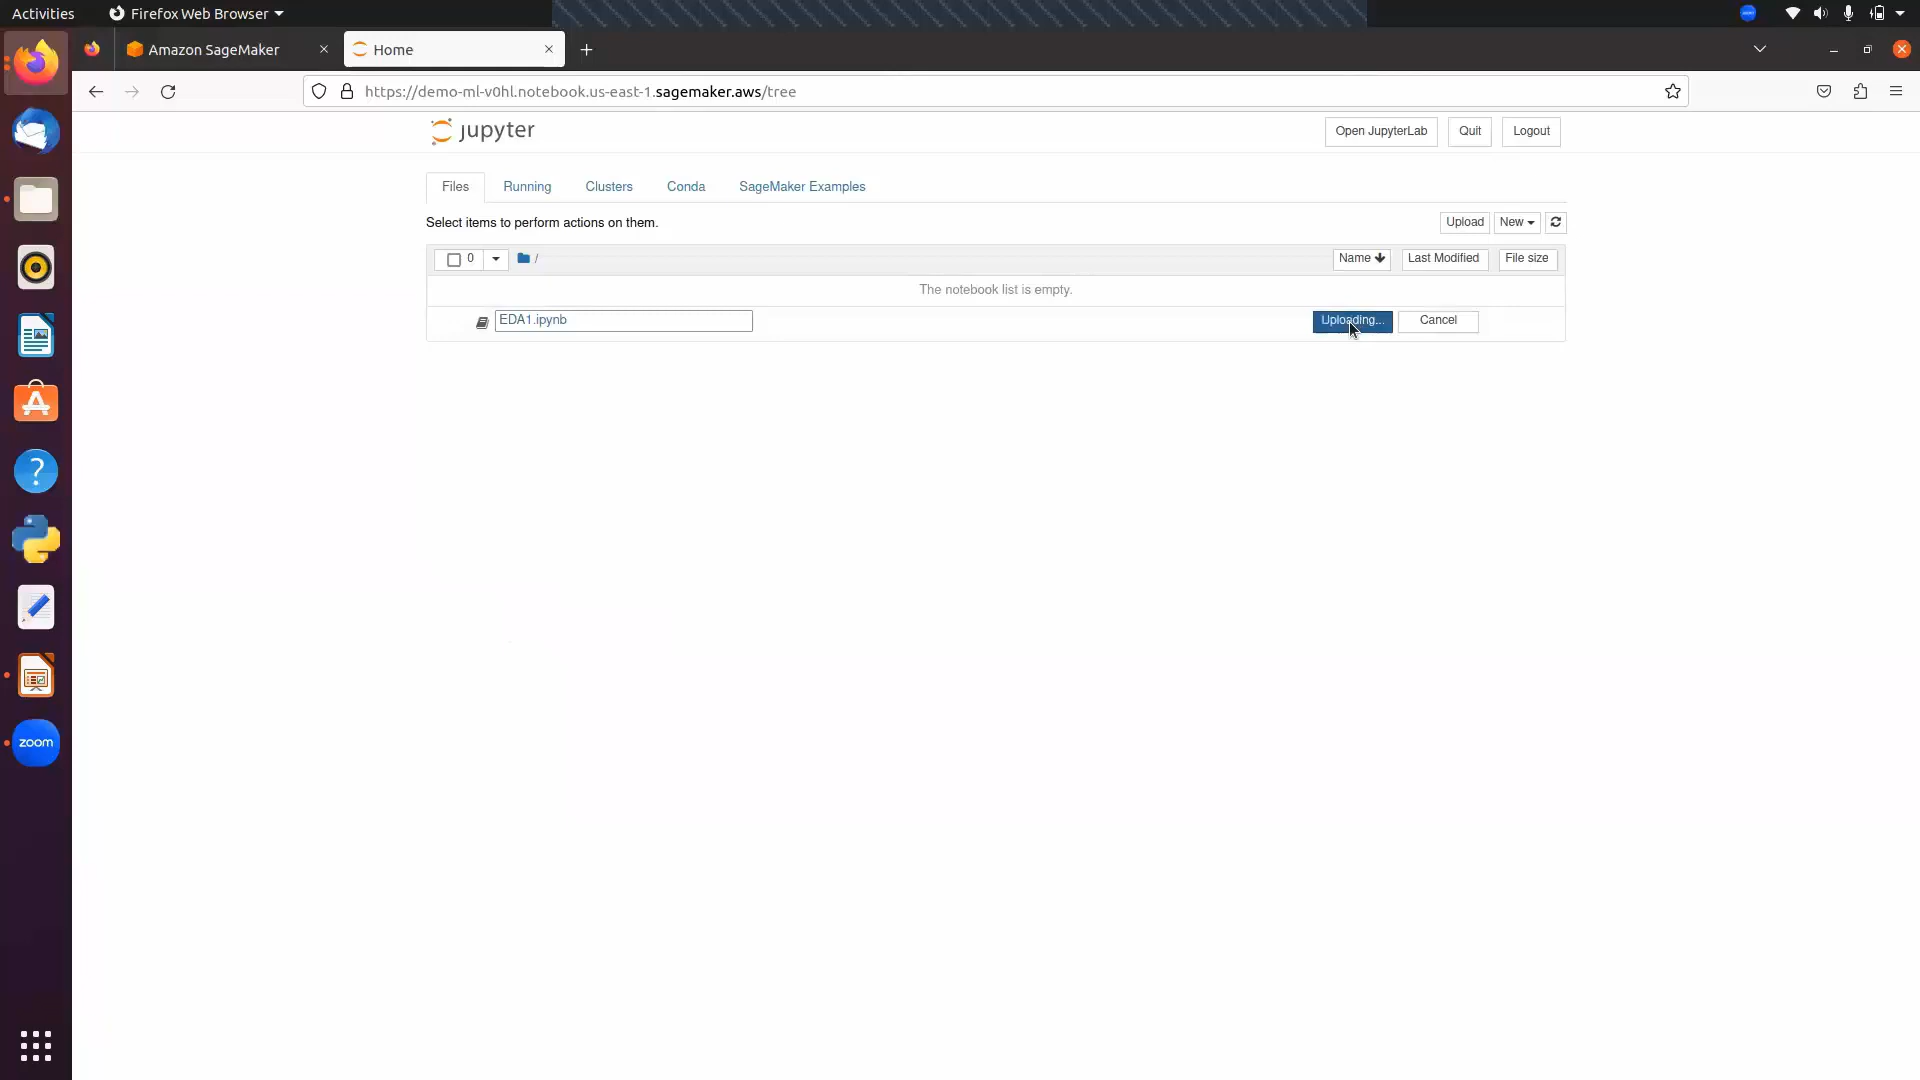 Activities
Firefox Web Browser
Amazon SageMaker
Home
https://demo-ml-v0hl.notebook.us-east-1.sagemaker.aws/tree
jupyter
Open JupyterLab
Quit
Logout
Files
Running
Clusters
Conda
SageMaker Examples
Select items to perform actions on them.
Upload
New
0
/
Name
Last Modified
File size
The notebook list is empty.
EDA1.ipynb
Uploading...
Cancel
zoom